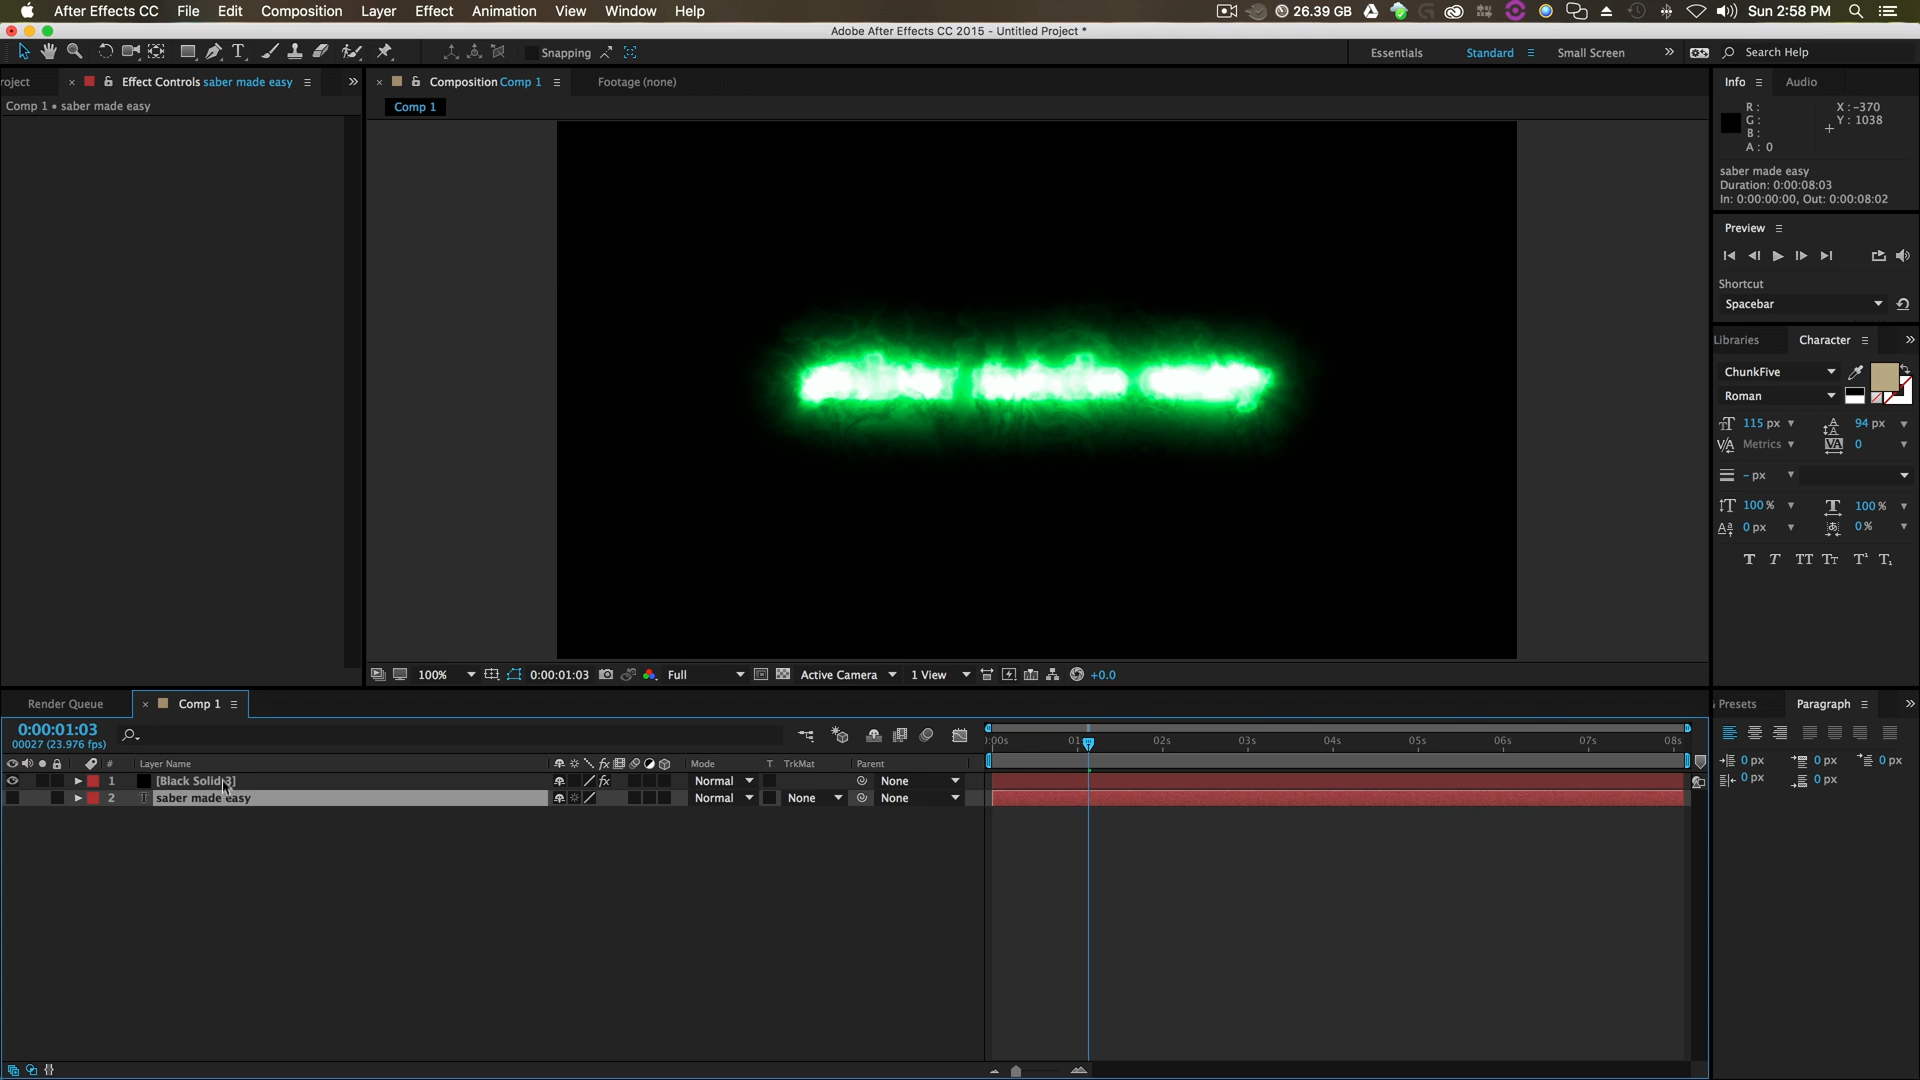 After Effects CC File Edit Composition Layer Effect Animation View Window Help 26.39 GB Sun 2:58 PM
Adobe After Effects CC 2015 - Untitled Project *
Snapping Essentials Standard Small Screen Search Help
roject Effect Controls saber made easy Composition Comp 1 Footage (none) Info Audio
Comp 1 • saber made easy
Comp 1
R :
G :
B :
A : 0
X : -370
Y : 1038
saber made easy
Duration: 0:00:08:03
In: 0:00:00:00, Out: 0:00:08:02
Preview
Shortcut
Spacebar
Libraries Character
ChunkFive
Roman
115 px 94 px
Metrics 0
- px
100 % 100 %
0 px 0 %
T T TT Tt T¹ T₁
100% 0:00:01:03 Full Active Camera 1 View +0.0
Render Queue Comp 1 Presets Paragraph
0:00:01:03
00027 (23.976 fps)
:00s 01 02s 03s 04s 05s 06s 07s 08s
# Layer Name Mode T TrkMat Parent
1 [Black Solid 3] Normal None
2 T saber made easy Normal None None
0 px 0 px 0 px
0 px 0 px